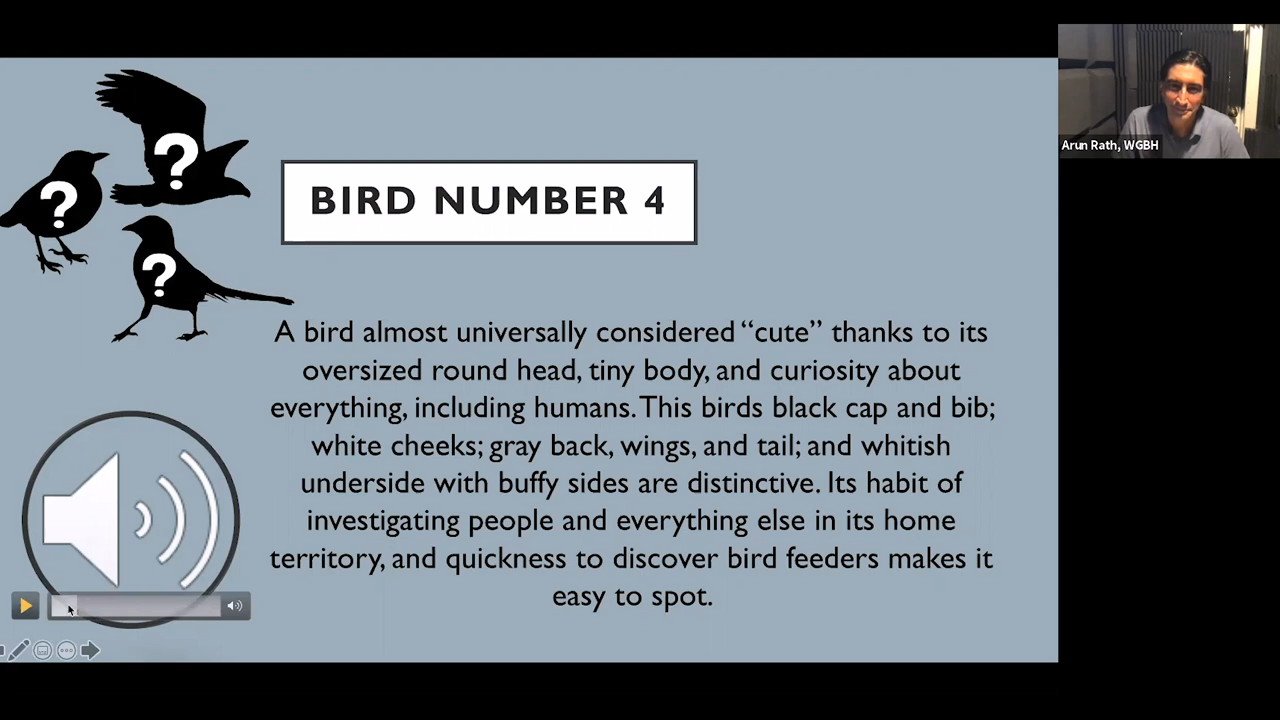 ?
?
?
BIRD NUMBER 4
A bird almost universally considered “cute” thanks to its
oversized round head, tiny body, and curiosity about
everything, including humans. This birds black cap and bib;
white cheeks; gray back, wings, and tail; and whitish
underside with buffy sides are distinctive. Its habit of
investigating people and everything else in its home
territory, and quickness to discover bird feeders makes it
easy to spot.
Arun Rath, WGBH